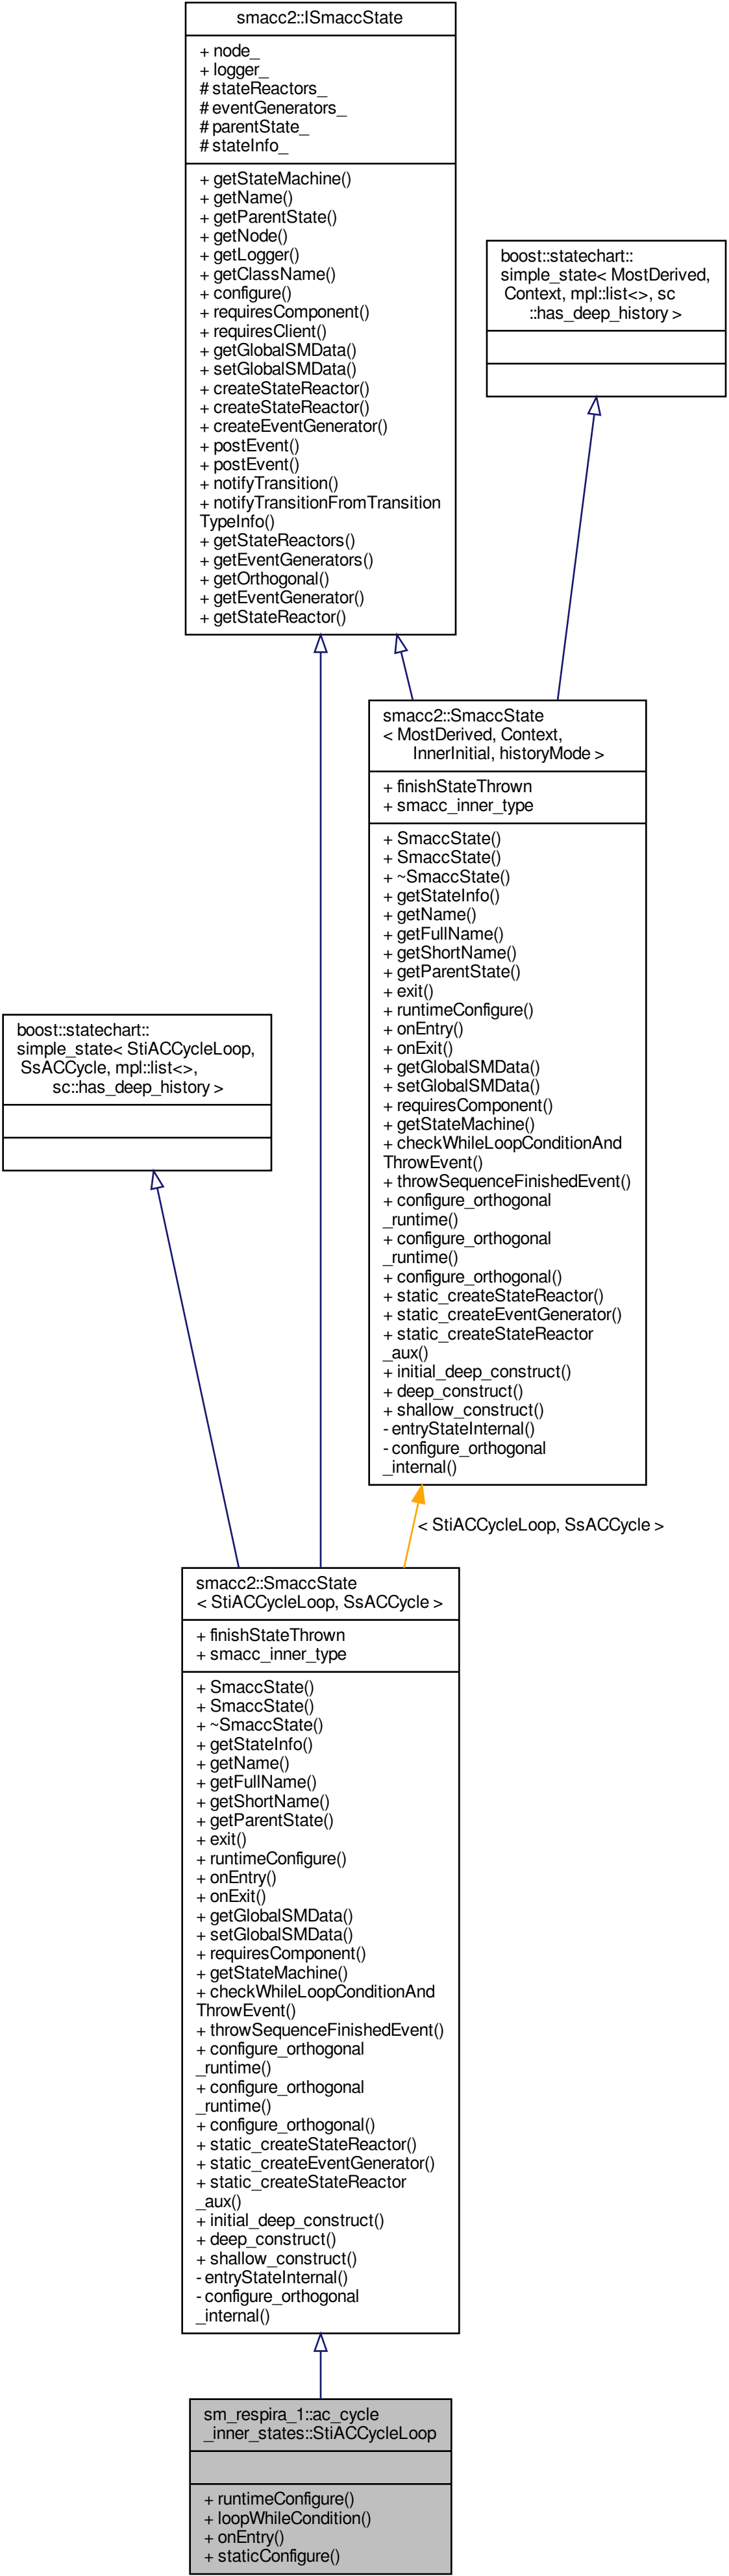 smacc2::ISmaccState
+ node_
+ logger_
# stateReactors_
# eventGenerators_
# parentState_
# stateInfo_
+ getStateMachine()
+ getName()
+ getParentState()
+ getNode()
+ getLogger()
+ getClassName()
+ configure()
+ requiresComponent()
+ requiresClient()
+ getGlobalSMData()
+ setGlobalSMData()
+ createStateReactor()
+ createStateReactor()
+ createEventGenerator()
+ postEvent()
+ postEvent()
+ notifyTransition()
+ notifyTransitionFromTransition
TypeInfo()
+ getStateReactors()
+ getEventGenerators()
+ getOrthogonal()
+ getEventGenerator()
+ getStateReactor()
boost::statechart::
simple_state< MostDerived,
Context, mpl::list<>, sc
::has_deep_history >
smacc2::SmaccState
< MostDerived, Context,
InnerInitial, historyMode >
+ finishStateThrown
+ smacc_inner_type
+ SmaccState()
+ SmaccState()
+ ~SmaccState()
+ getStateInfo()
+ getName()
+ getFullName()
+ getShortName()
+ getParentState()
+ exit()
+ runtimeConfigure()
+ onEntry()
+ onExit()
+ getGlobalSMData()
+ setGlobalSMData()
+ requiresComponent()
+ getStateMachine()
+ checkWhileLoopConditionAnd
ThrowEvent()
+ throwSequenceFinishedEvent()
+ configure_orthogonal
_runtime()
+ configure_orthogonal
_runtime()
+ configure_orthogonal()
+ static_createStateReactor()
+ static_createEventGenerator()
+ static_createStateReactor
_aux()
+ initial_deep_construct()
+ deep_construct()
+ shallow_construct()
- entryStateInternal()
- configure_orthogonal
_internal()
boost::statechart::
simple_state< StiACCycleLoop,
SsACCycle, mpl::list<>,
sc::has_deep_history >
< StiACCycleLoop, SsACCycle >
smacc2::SmaccState
< StiACCycleLoop, SsACCycle >
+ finishStateThrown
+ smacc_inner_type
+ SmaccState()
+ SmaccState()
+ ~SmaccState()
+ getStateInfo()
+ getName()
+ getFullName()
+ getShortName()
+ getParentState()
+ exit()
+ runtimeConfigure()
+ onEntry()
+ onExit()
+ getGlobalSMData()
+ setGlobalSMData()
+ requiresComponent()
+ getStateMachine()
+ checkWhileLoopConditionAnd
ThrowEvent()
+ throwSequenceFinishedEvent()
+ configure_orthogonal
_runtime()
+ configure_orthogonal
_runtime()
+ configure_orthogonal()
+ static_createStateReactor()
+ static_createEventGenerator()
+ static_createStateReactor
_aux()
+ initial_deep_construct()
+ deep_construct()
+ shallow_construct()
- entryStateInternal()
- configure_orthogonal
_internal()
sm_respira_1::ac_cycle
_inner_states::StiACCycleLoop
+ runtimeConfigure()
+ loopWhileCondition()
+ onEntry()
+ staticConfigure()